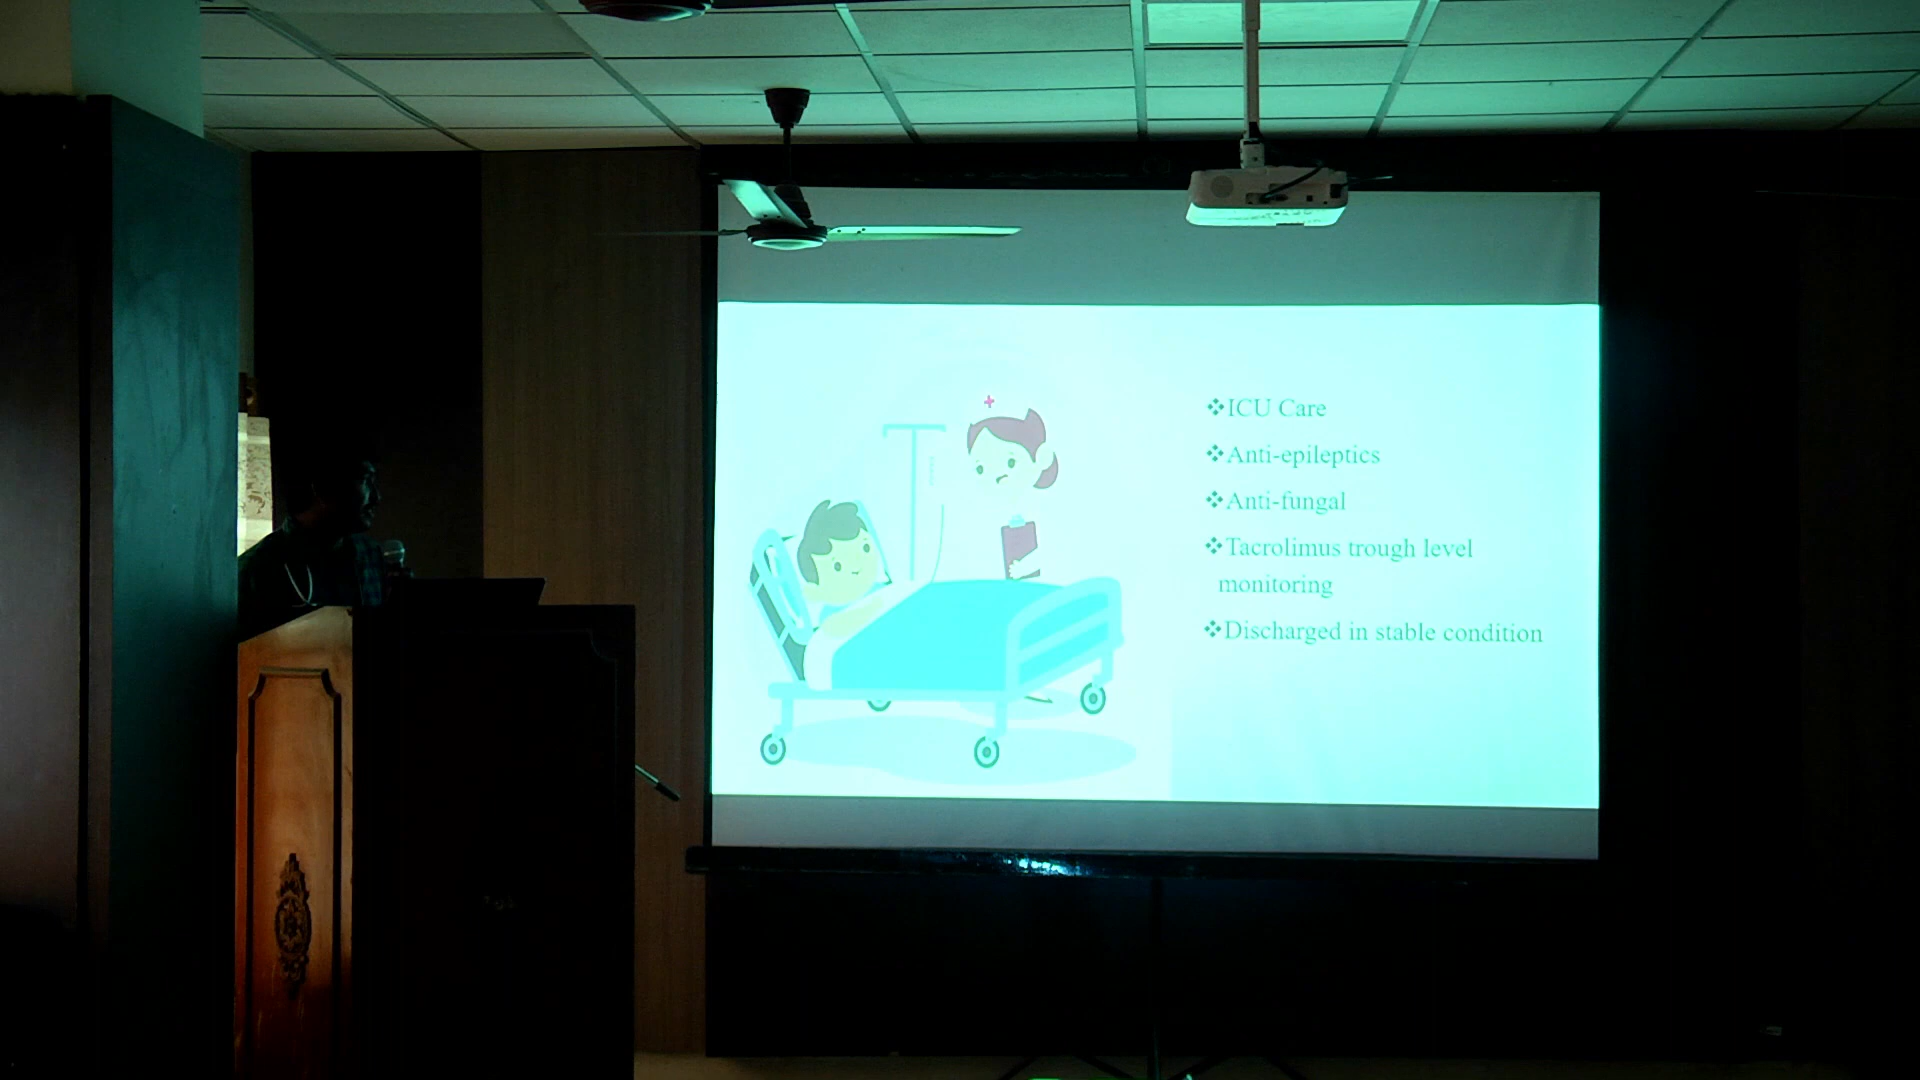 ❖ICU Care
❖Anti-epileptics
❖Anti-fungal
❖Tacrolimus trough level
monitoring
❖Discharged in stable condition